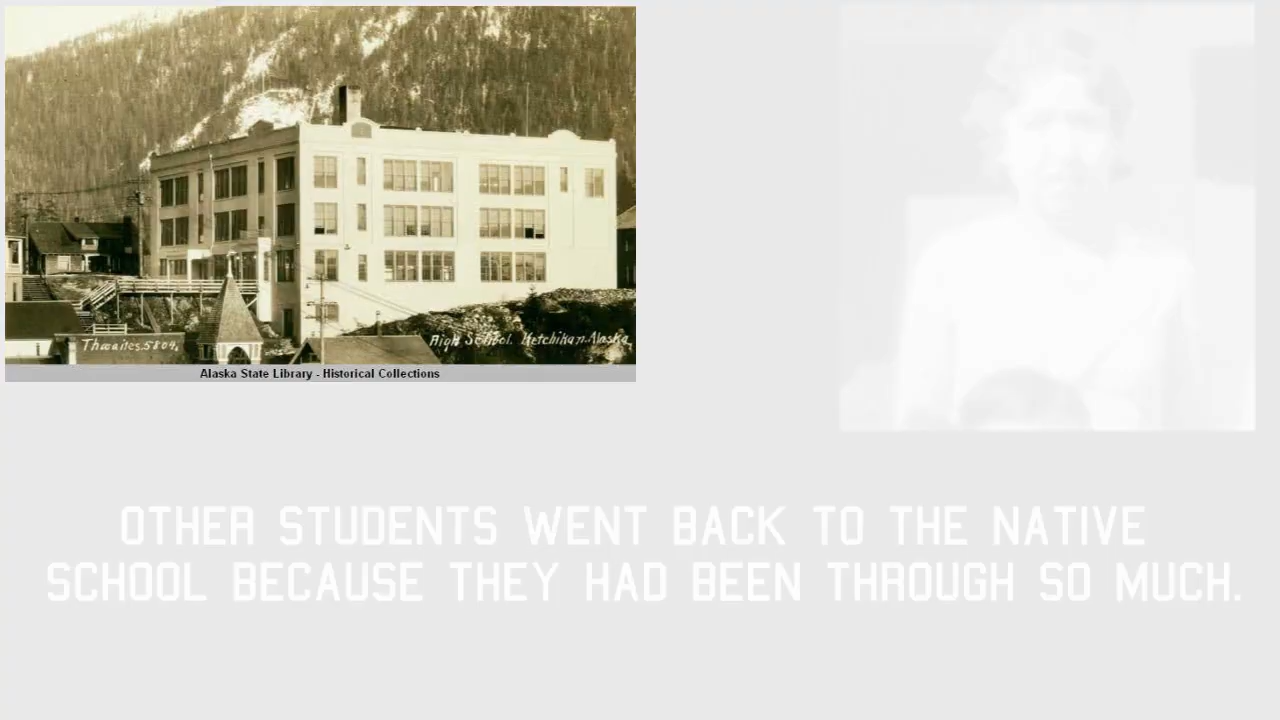 Thwaites.5804.
High School. Ketchikan. Alaska.
Alaska State Library - Historical Collections
OTHER STUDENTS WENT BACK TO THE NATIVE
SCHOOL BECAUSE THEY HAD BEEN THROUGH SO MUCH.